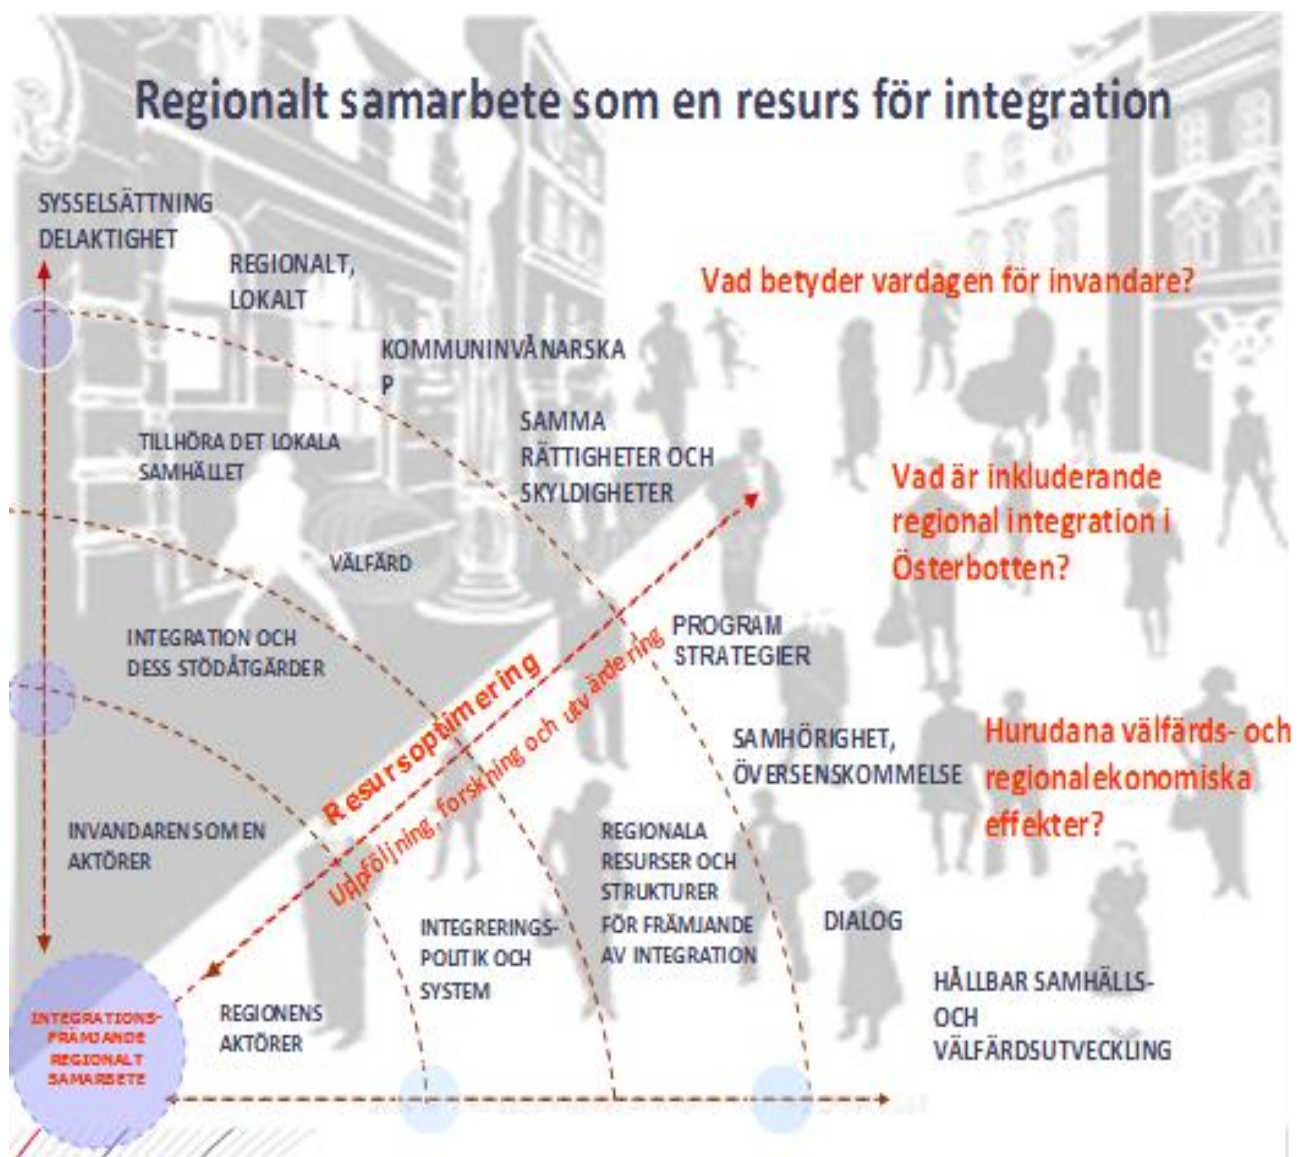 Regionalt samarbete som en resurs för integration
SYSSELSÄTTNING
DELAKTIGHET
REGIONALT,
LOKALT
Vad betyder vardagen för invandare?
KOMMUNINVÅNARSKA
P
SAMMA
RÄTTIGHETER OCH
SKYLDIGHETER
TILLHÖRA DET LOKALA
SAMHÄLLET
Vad är inkluderande
regional integration i
Österbotten?
VÄLFÄRD
INTEGRATION OCH
DESS STÖDÅTGÄRDER
PROGRAM
STRATEGIER
Resursoptimering
Uppföljning, forskning och utvärdering
SAMHÖRIGHET,
ÖVERSENSKOMMELSE
Hurudana välfärds- och
regionalekonomiska
effekter?
INVANDAREN SOM EN
AKTÖRER
REGIONALA
RESURSER OCH
STRUKTURER
FÖR FRÄMJANDE
AV INTEGRATION
INTEGRERINGS-
POLITIK OCH
SYSTEM
DIALOG
REGIONENS
AKTÖRER
HÅLLBAR SAMHÄLLS-
OCH
VÄLFÄRDSUTVECKLING
INTEGRATIONS-
FRÄMJANDE
REGIONALT
SAMARBETE